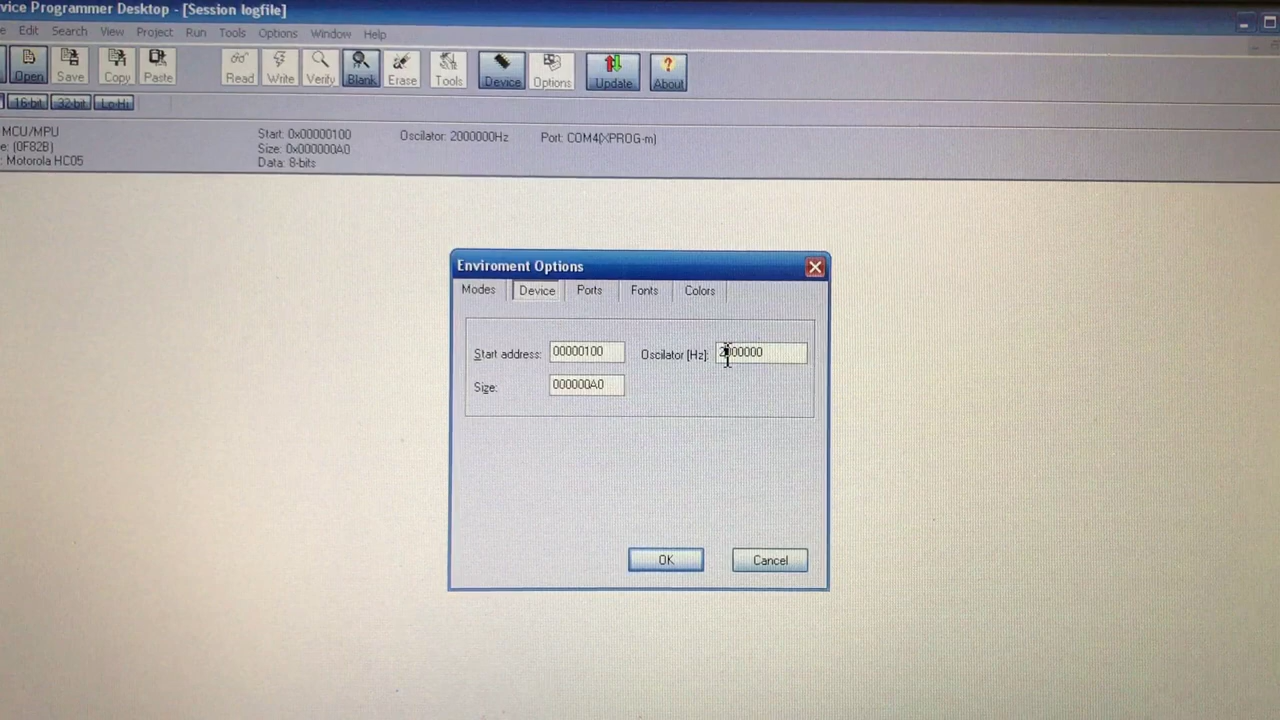 vice Programmer Desktop - [Session logfile]
Edit Search View Project Run Tools Options Window Help
Open Save Copy Paste Read Write Verify Blank Erase Tools Device Options Update About
16-bit 32-bit Lo-Hi
MCU/MPU Start: 0x00000100 Oscilator: 2000000Hz Port: COM4(XPROG-m)
e: (0F82B) Size: 0x000000A0
: Motorola HC05 Data: 8-bits
Enviroment Options
Modes Device Ports Fonts Colors
Start address: 00000100 Oscilator [Hz]: 2000000
Size: 000000A0
OK Cancel